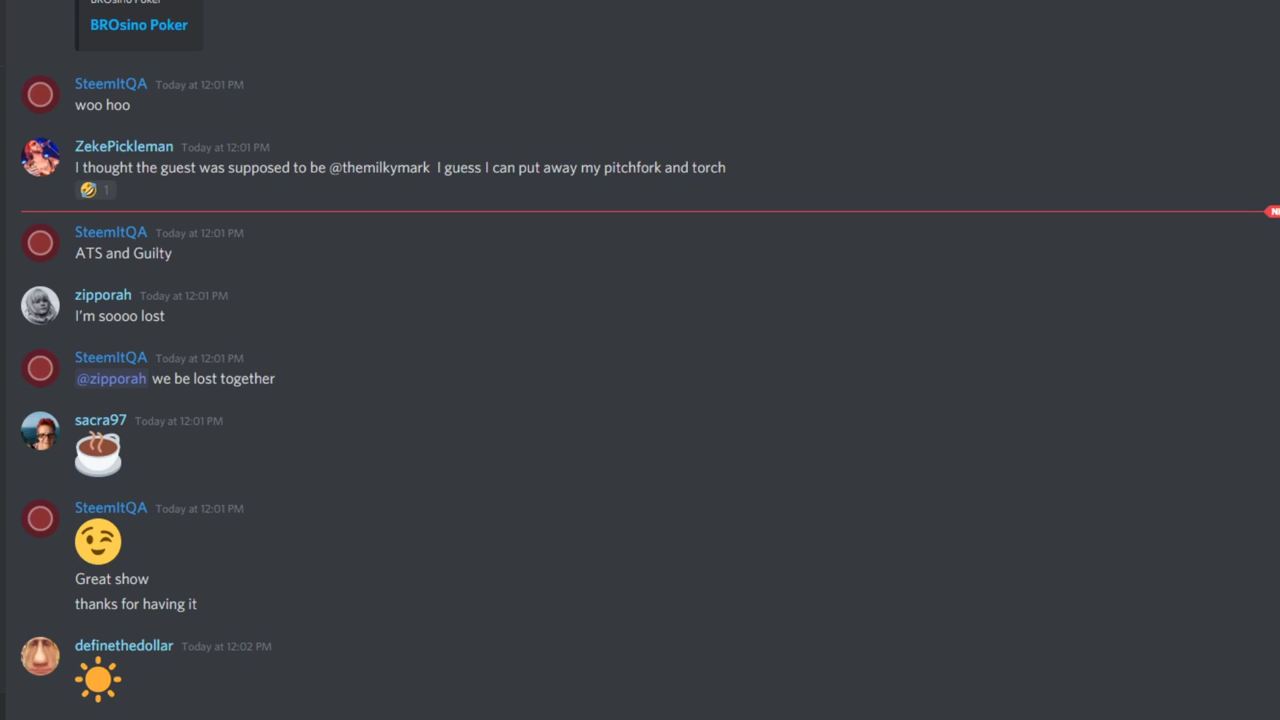 BROsino Poker
BROsino Poker
SteemItQA Today at 12:01 PM
woo hoo
ZekePickleman Today at 12:01 PM
I thought the guest was supposed to be @themilkymark I guess I can put away my pitchfork and torch
1
SteemItQA Today at 12:01 PM
ATS and Guilty
zipporah Today at 12:01 PM
I'm soooo lost
SteemItQA Today at 12:01 PM
@zipporah we be lost together
sacra97 Today at 12:01 PM
SteemItQA Today at 12:01 PM
Great show
thanks for having it
definethedollar Today at 12:02 PM